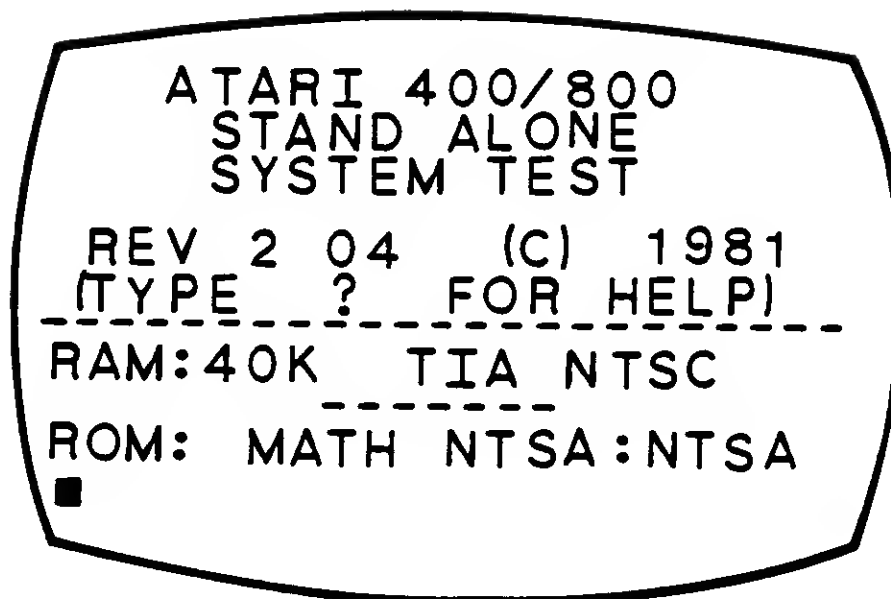 ATARI 400/800
STAND ALONE
SYSTEM TEST
REV 2 04 (C) 1981
(TYPE ? FOR HELP)
RAM:40K TIA NTSC
ROM: MATH NTSA:NTSA